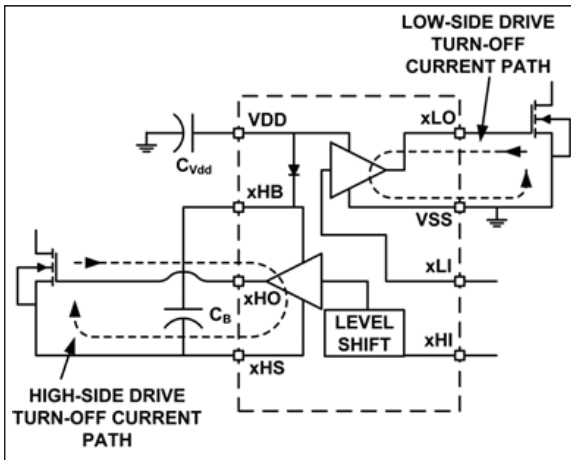 LOW-SIDE DRIVE
TURN-OFF
CURRENT PATH
VDD
xLO
CVdd
xHB
VSS
xLI
xHO
CB
LEVEL
SHIFT
xHI
xHS
HIGH-SIDE DRIVE
TURN-OFF CURRENT
PATH